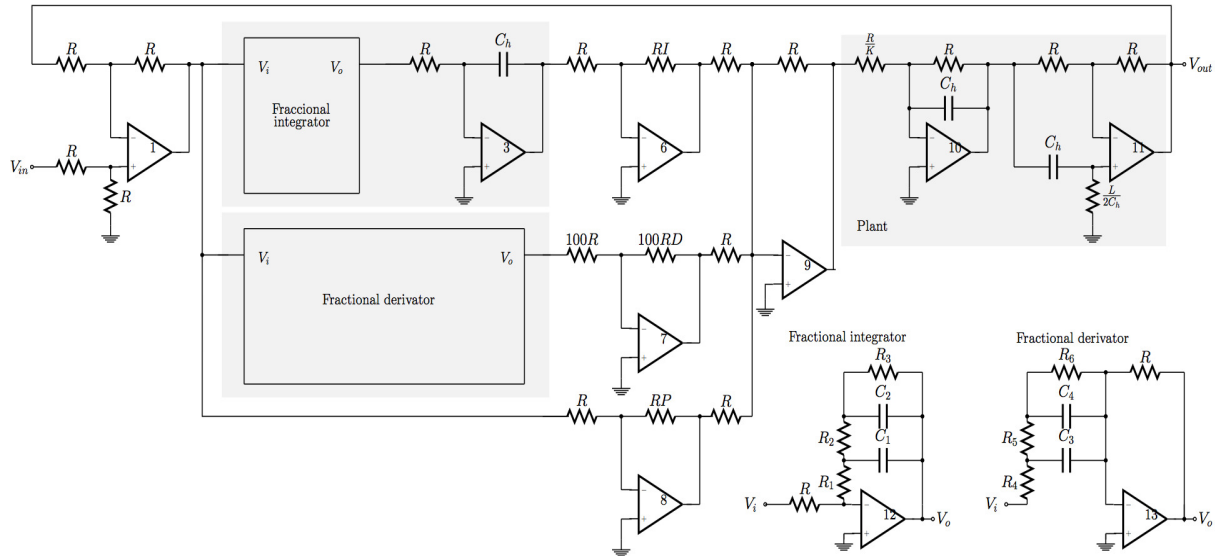 R R R C_h R RI R R R/K R R R
V_i V_o
Fraccional
integrator
C_h
C_h
V_out
1 3 6 10 11
V_in R
R
L/2C_h
Plant
100R 100RD R
V_i V_o
Fractional derivator
9
7
Fractional integrator Fractional derivator
R_3 R_6 R
C_2 C_4
R RP R
R_2 C_1 R_5 C_3
R_1 R_4
V_i R V_i
8 12 V_o 13 V_o